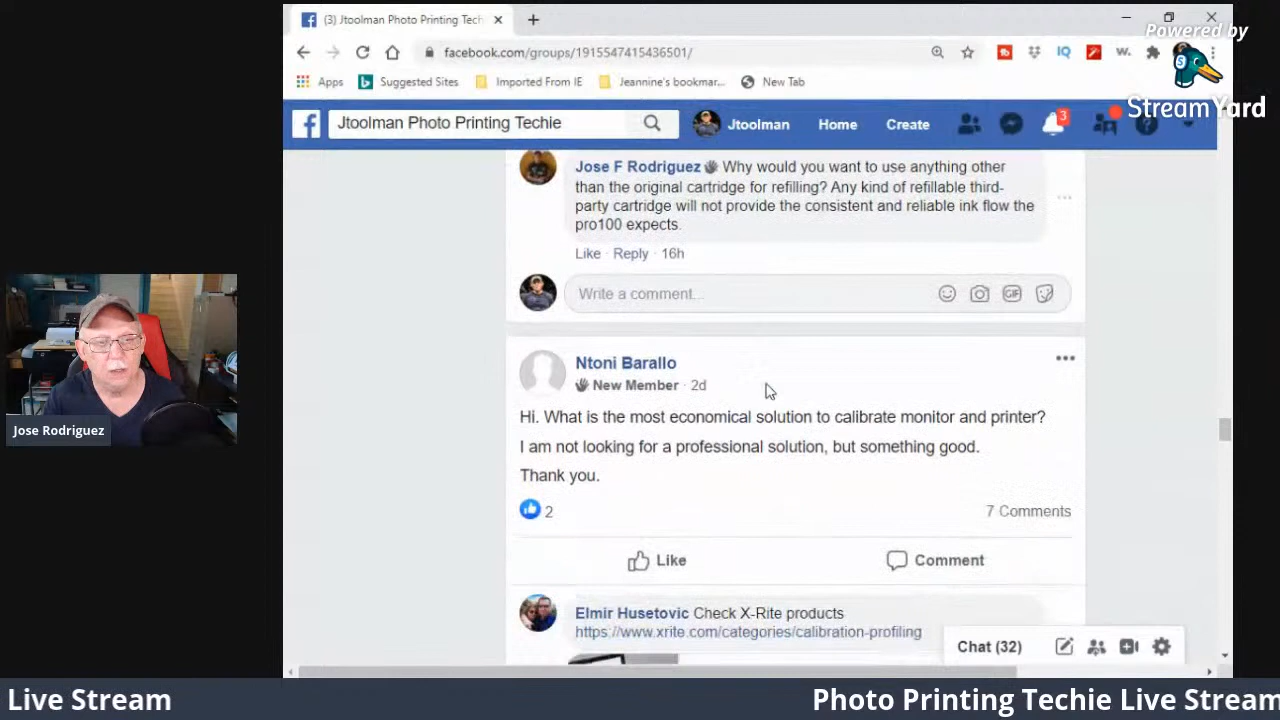 (3) Jtoolman Photo Printing Tech
Powered by
StreamYard
facebook.com/groups/1915547415436501/
IQ
W.
Apps
Suggested Sites
Imported From IE
Jeannine's bookmar...
New Tab
Jtoolman Photo Printing Techie
Jtoolman
Home
Create
3
Jose F Rodriguez Why would you want to use anything other
than the original cartridge for refilling? Any kind of refillable third-
party cartridge will not provide the consistent and reliable ink flow the
pro100 expects.
Like · Reply · 16h
Write a comment...
GIF
Ntoni Barallo
New Member · 2d
Hi. What is the most economical solution to calibrate monitor and printer?
I am not looking for a professional solution, but something good.
Thank you.
2
7 Comments
Like
Comment
Elmir Husetovic Check X-Rite products
https://www.xrite.com/categories/calibration-profiling
Chat (32)
Jose Rodriguez
Live Stream
Photo Printing Techie Live Stream